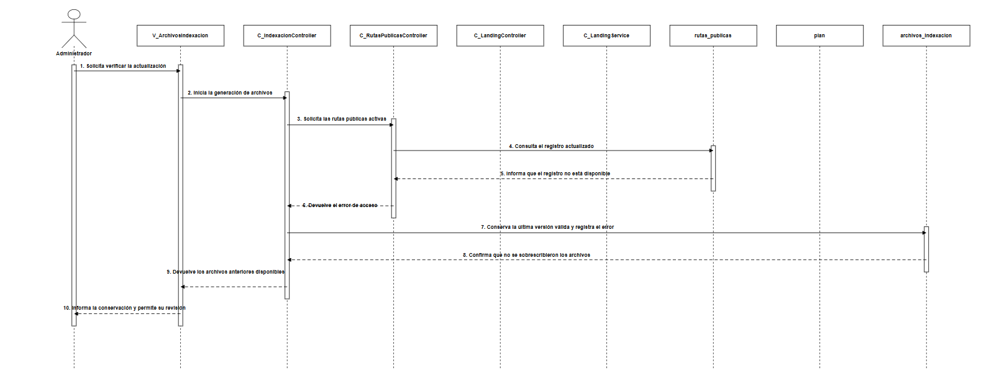 Administrador
V_ArchivosIndexacion
C_IndexacionController
C_RutasPublicasController
C_LandingController
C_LandingService
rutas_publicas
plan
archivos_indexacion
1. Solicita verificar la actualización
2. Inicia la generación de archivos
3. Solicita las rutas públicas activas
4. Consulta el registro actualizado
5. Informa que el registro no está disponible
6. Devuelve el error de acceso
7. Conserva la última versión válida y registra el error
8. Confirma que no se sobrescribieron los archivos
9. Devuelve los archivos anteriores disponibles
10. Informa la conservación y permite su revisión